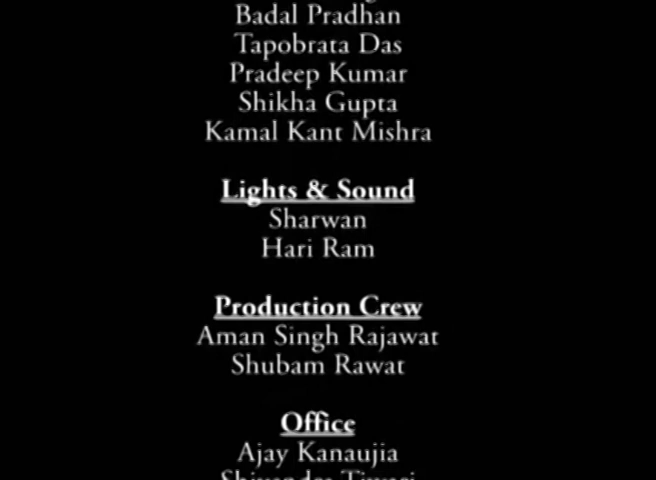 Badal Pradhan
Tapobrata Das
Pradeep Kumar
Shikha Gupta
Kamal Kant Mishra
Lights & Sound
Sharwan
Hari Ram
Production Crew
Aman Singh Rajawat
Shubam Rawat
Office
Ajay Kanaujia